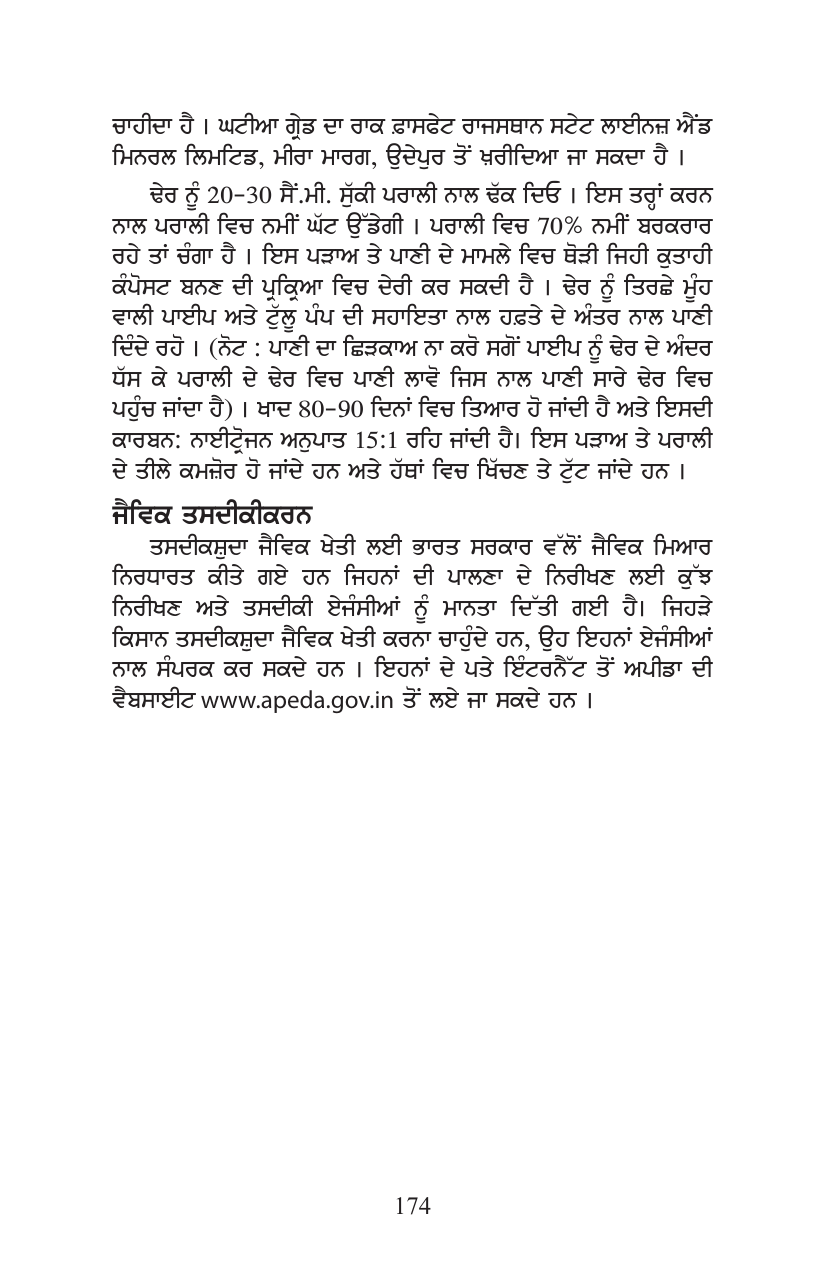 ਚਾਹੀਦਾ ਹੈ । ਘਟੀਆ ਗ੍ਰੇਡ ਦਾ ਰਾਕ ਫ਼ਾਸਫੇਟ ਰਾਜਸਥਾਨ ਸਟੇਟ ਲਾਈਨਜ਼ ਐਂਡ
ਮਿਨਰਲ ਲਿਮਟਿਡ, ਮੀਰਾ ਮਾਰਗ, ਉਦੇਪੁਰ ਤੋਂ ਖ਼ਰੀਦਿਆ ਜਾ ਸਕਦਾ ਹੈ ।
ਢੇਰ ਨੂੰ 20-30 ਸੈਂ.ਮੀ. ਸੁੱਕੀ ਪਰਾਲੀ ਨਾਲ ਢੱਕ ਦਿਓ । ਇਸ ਤਰ੍ਹਾਂ ਕਰਨ
ਨਾਲ ਪਰਾਲੀ ਵਿਚ ਨਮੀਂ ਘੱਟ ਉੱਡੇਗੀ । ਪਰਾਲੀ ਵਿਚ 70% ਨਮੀਂ ਬਰਕਰਾਰ
ਰਹੇ ਤਾਂ ਚੰਗਾ ਹੈ । ਇਸ ਪੜਾਅ ਤੇ ਪਾਣੀ ਦੇ ਮਾਮਲੇ ਵਿਚ ਥੋੜੀ ਜਿਹੀ ਕੁਤਾਹੀ
ਕੰਪੋਸਟ ਬਨਣ ਦੀ ਪ੍ਰਕ੍ਰਿਆ ਵਿਚ ਦੇਰੀ ਕਰ ਸਕਦੀ ਹੈ । ਢੇਰ ਨੂੰ ਤਿਰਛੇ ਮੂੰਹ
ਵਾਲੀ ਪਾਈਪ ਅਤੇ ਟੁੱਲੂ ਪੰਪ ਦੀ ਸਹਾਇਤਾ ਨਾਲ ਹਫ਼ਤੇ ਦੇ ਅੰਤਰ ਨਾਲ ਪਾਣੀ
ਦਿੰਦੇ ਰਹੋ । (ਨੋਟ : ਪਾਣੀ ਦਾ ਛਿੜਕਾਅ ਨਾ ਕਰੋ ਸਗੋਂ ਪਾਈਪ ਨੂੰ ਢੇਰ ਦੇ ਅੰਦਰ
ਧੱਸ ਕੇ ਪਰਾਲੀ ਦੇ ਢੇਰ ਵਿਚ ਪਾਣੀ ਲਾਵੋ ਜਿਸ ਨਾਲ ਪਾਣੀ ਸਾਰੇ ਢੇਰ ਵਿਚ
ਪਹੁੰਚ ਜਾਂਦਾ ਹੈ) । ਖਾਦ 80-90 ਦਿਨਾਂ ਵਿਚ ਤਿਆਰ ਹੋ ਜਾਂਦੀ ਹੈ ਅਤੇ ਇਸਦੀ
ਕਾਰਬਨ: ਨਾਈਟ੍ਰੋਜਨ ਅਨੁਪਾਤ 15:1 ਰਹਿ ਜਾਂਦੀ ਹੈ। ਇਸ ਪੜਾਅ ਤੇ ਪਰਾਲੀ
ਦੇ ਤੀਲੇ ਕਮਜ਼ੋਰ ਹੋ ਜਾਂਦੇ ਹਨ ਅਤੇ ਹੱਥਾਂ ਵਿਚ ਖਿੱਚਣ ਤੇ ਟੁੱਟ ਜਾਂਦੇ ਹਨ ।
ਜੈਵਿਕ ਤਸਦੀਕੀਕਰਨ
ਤਸਦੀਕਸ਼ੁਦਾ ਜੈਵਿਕ ਖੇਤੀ ਲਈ ਭਾਰਤ ਸਰਕਾਰ ਵੱਲੋਂ ਜੈਵਿਕ ਮਿਆਰ
ਨਿਰਧਾਰਤ ਕੀਤੇ ਗਏ ਹਨ ਜਿਹਨਾਂ ਦੀ ਪਾਲਣਾ ਦੇ ਨਿਰੀਖਣ ਲਈ ਕੁੱਝ
ਨਿਰੀਖਣ ਅਤੇ ਤਸਦੀਕੀ ਏਜੰਸੀਆਂ ਨੂੰ ਮਾਨਤਾ ਦਿੱਤੀ ਗਈ ਹੈ। ਜਿਹੜੇ
ਕਿਸਾਨ ਤਸਦੀਕਸ਼ੁਦਾ ਜੈਵਿਕ ਖੇਤੀ ਕਰਨਾ ਚਾਹੁੰਦੇ ਹਨ, ਉਹ ਇਹਨਾਂ ਏਜੰਸੀਆਂ
ਨਾਲ ਸੰਪਰਕ ਕਰ ਸਕਦੇ ਹਨ । ਇਹਨਾਂ ਦੇ ਪਤੇ ਇੰਟਰਨੈੱਟ ਤੋਂ ਅਪੀਡਾ ਦੀ
ਵੈਬਸਾਈਟ www.apeda.gov.in ਤੋਂ ਲਏ ਜਾ ਸਕਦੇ ਹਨ ।
174